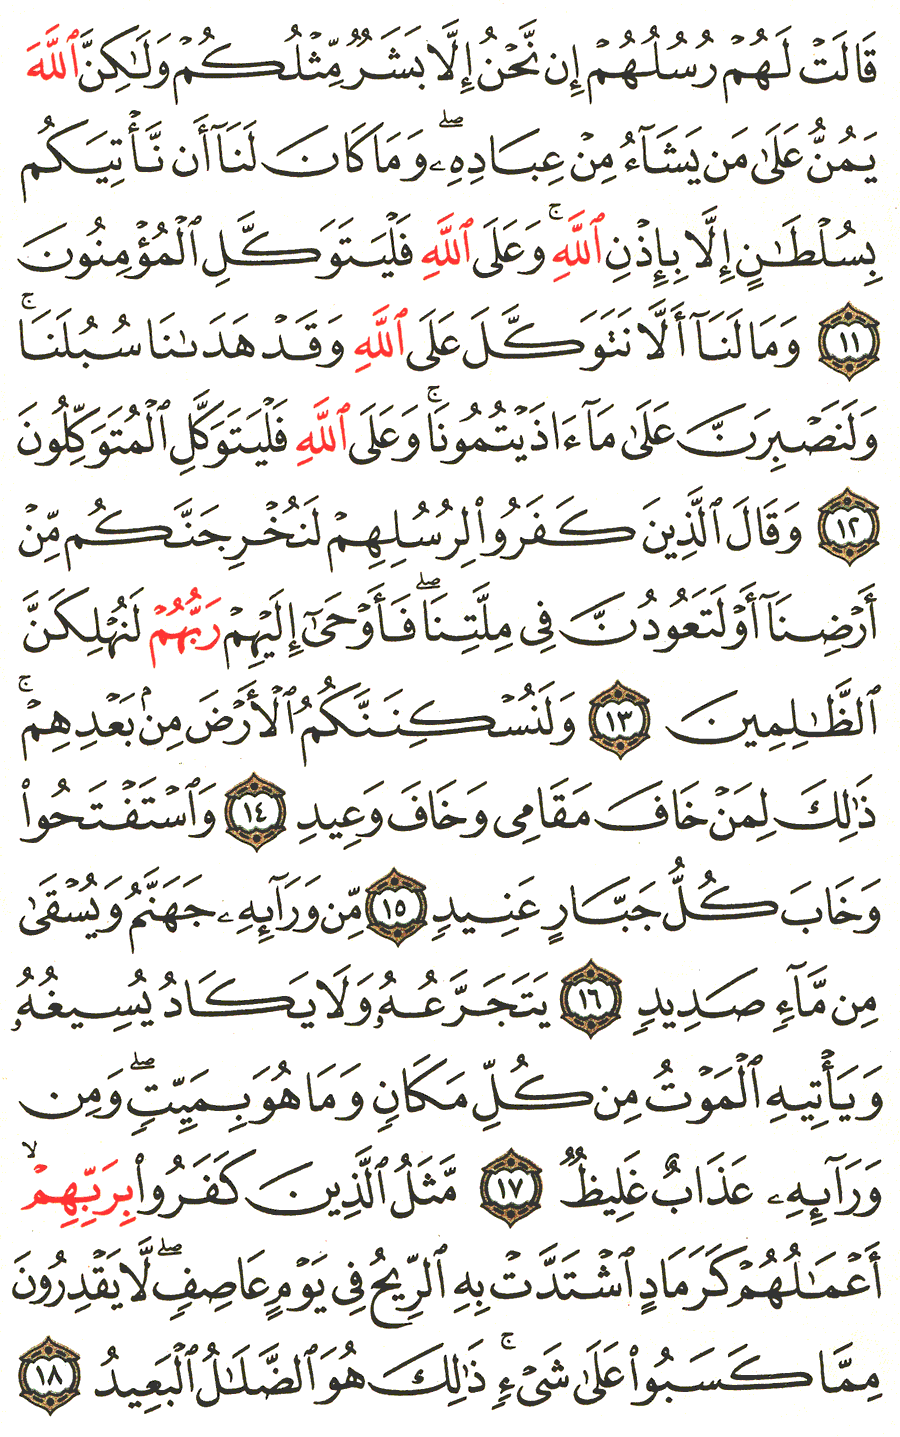 قَالَتْ لَهُمْ رُسُلُهُمْ إِن نَّحْنُ إِلَّا بَشَرٌ مِّثْلُكُمْ وَلَٰكِنَّ ٱللَّهَ
يَمُنُّ عَلَىٰ مَن يَشَآءُ مِنْ عِبَادِهِۦ ۖ وَمَا كَانَ لَنَآ أَن نَّأْتِيَكُم
بِسُلْطَٰنٍ إِلَّا بِإِذْنِ ٱللَّهِ ۚ وَعَلَى ٱللَّهِ فَلْيَتَوَكَّلِ ٱلْمُؤْمِنُونَ
١١ وَمَا لَنَآ أَلَّا نَتَوَكَّلَ عَلَى ٱللَّهِ وَقَدْ هَدَىٰنَا سُبُلَنَا ۚ
وَلَنَصْبِرَنَّ عَلَىٰ مَآ ءَاذَيْتُمُونَا ۚ وَعَلَى ٱللَّهِ فَلْيَتَوَكَّلِ ٱلْمُتَوَكِّلُونَ
١٢ وَقَالَ ٱلَّذِينَ كَفَرُوا۟ لِرُسُلِهِمْ لَنُخْرِجَنَّكُم مِّنْ
أَرْضِنَآ أَوْ لَتَعُودُنَّ فِى مِلَّتِنَا ۖ فَأَوْحَىٰٓ إِلَيْهِمْ رَبُّهُمْ لَنُهْلِكَنَّ
ٱلظَّٰلِمِينَ ١٣ وَلَنُسْكِنَنَّكُمُ ٱلْأَرْضَ مِنۢ بَعْدِهِمْ ۚ
ذَٰلِكَ لِمَنْ خَافَ مَقَامِى وَخَافَ وَعِيدِ ١٤ وَٱسْتَفْتَحُوا۟
وَخَابَ كُلُّ جَبَّارٍ عَنِيدٍ ١٥ مِّن وَرَآئِهِۦ جَهَنَّمُ وَيُسْقَىٰ
مِن مَّآءٍ صَدِيدٍ ١٦ يَتَجَرَّعُهُۥ وَلَا يَكَادُ يُسِيغُهُۥ
وَيَأْتِيهِ ٱلْمَوْتُ مِن كُلِّ مَكَانٍ وَمَا هُوَ بِمَيِّتٍ ۖ وَمِن
وَرَآئِهِۦ عَذَابٌ غَلِيظٌ ١٧ مَّثَلُ ٱلَّذِينَ كَفَرُوا۟ بِرَبِّهِمْ ۙ
أَعْمَٰلُهُمْ كَرَمَادٍ ٱشْتَدَّتْ بِهِ ٱلرِّيحُ فِى يَوْمٍ عَاصِفٍ ۖ لَّا يَقْدِرُونَ
مِمَّا كَسَبُوا۟ عَلَىٰ شَىْءٍ ۚ ذَٰلِكَ هُوَ ٱلضَّلَٰلُ ٱلْبَعِيدُ ١٨